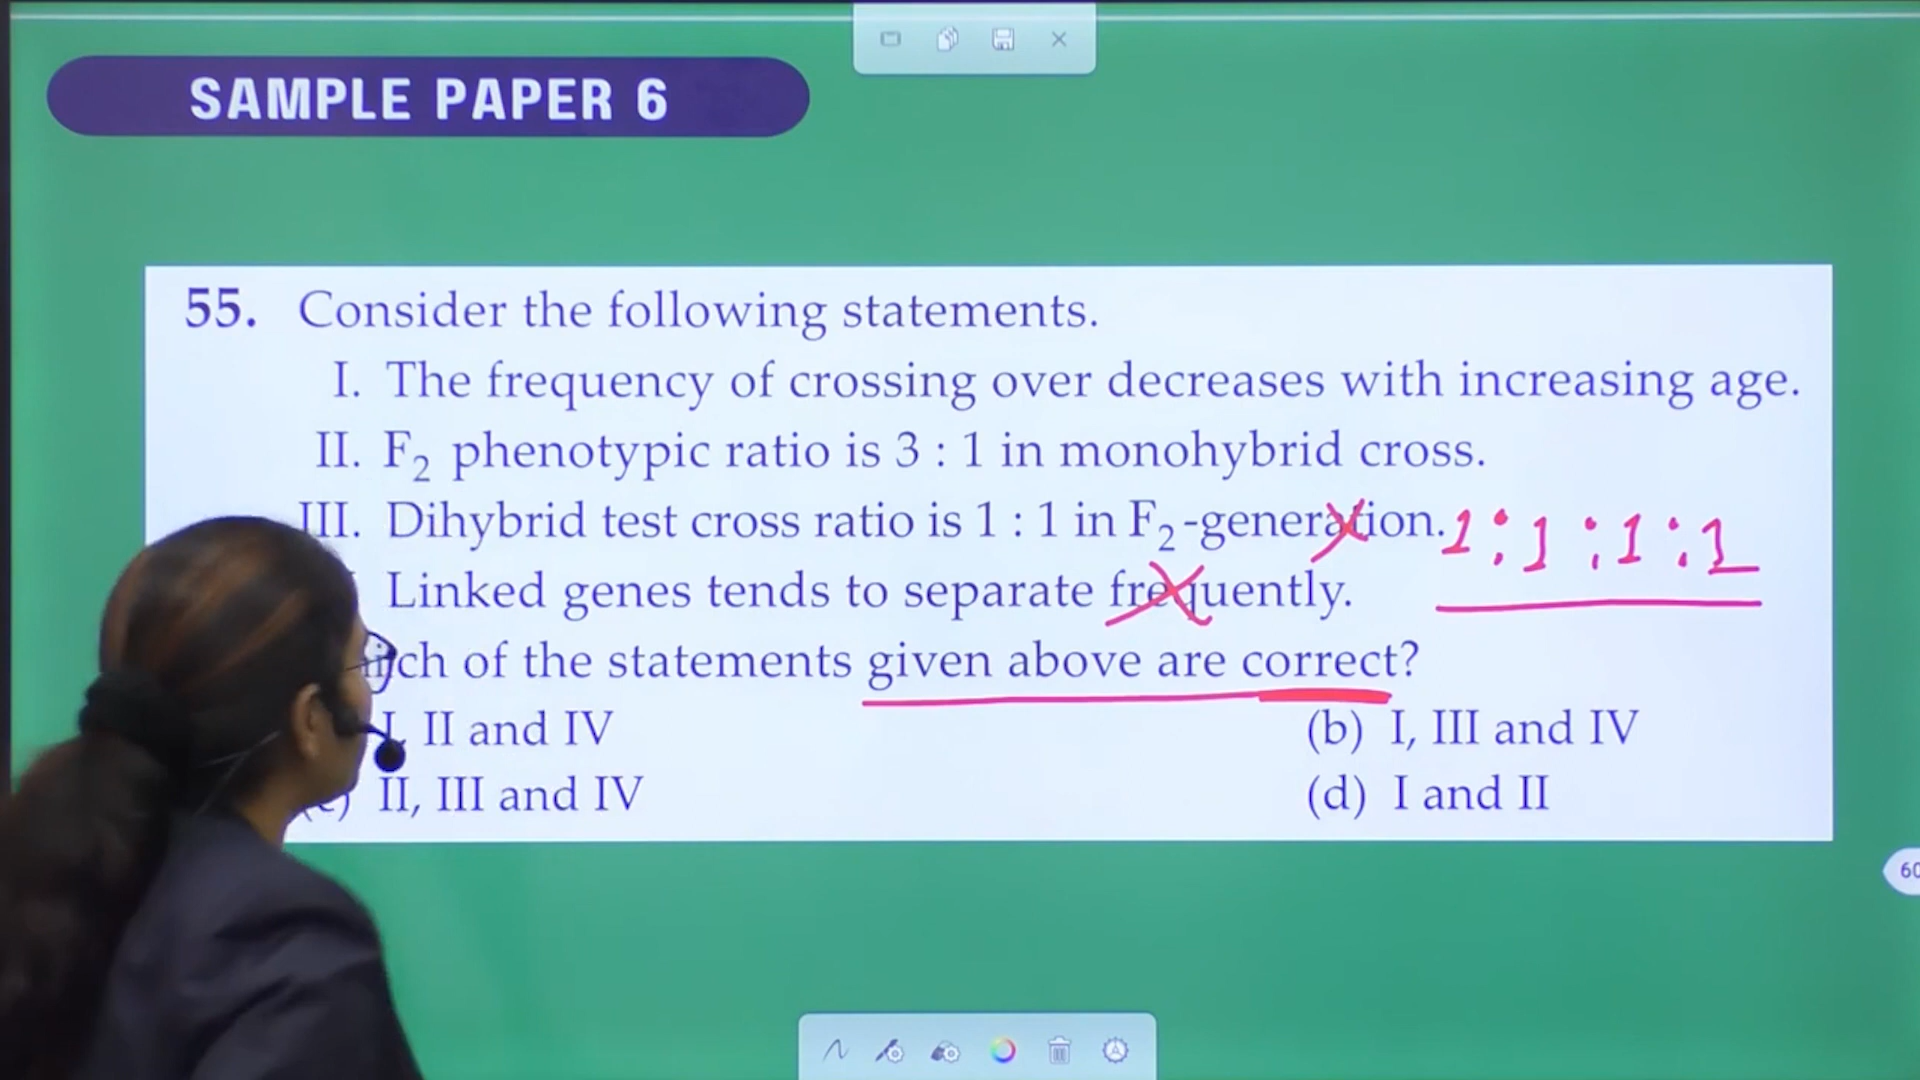 SAMPLE PAPER 6
55. Consider the following statements.
I. The frequency of crossing over decreases with increasing age.
II. F₂ phenotypic ratio is 3 : 1 in monohybrid cross.
III. Dihybrid test cross ratio is 1 : 1 in F₂-generation. 1 : 1 : 1 : 1
Linked genes tends to separate frequently.
of the statements given above are correct?
I, II and IV
(b) I, III and IV
(c) II, III and IV
(d) I and II
60